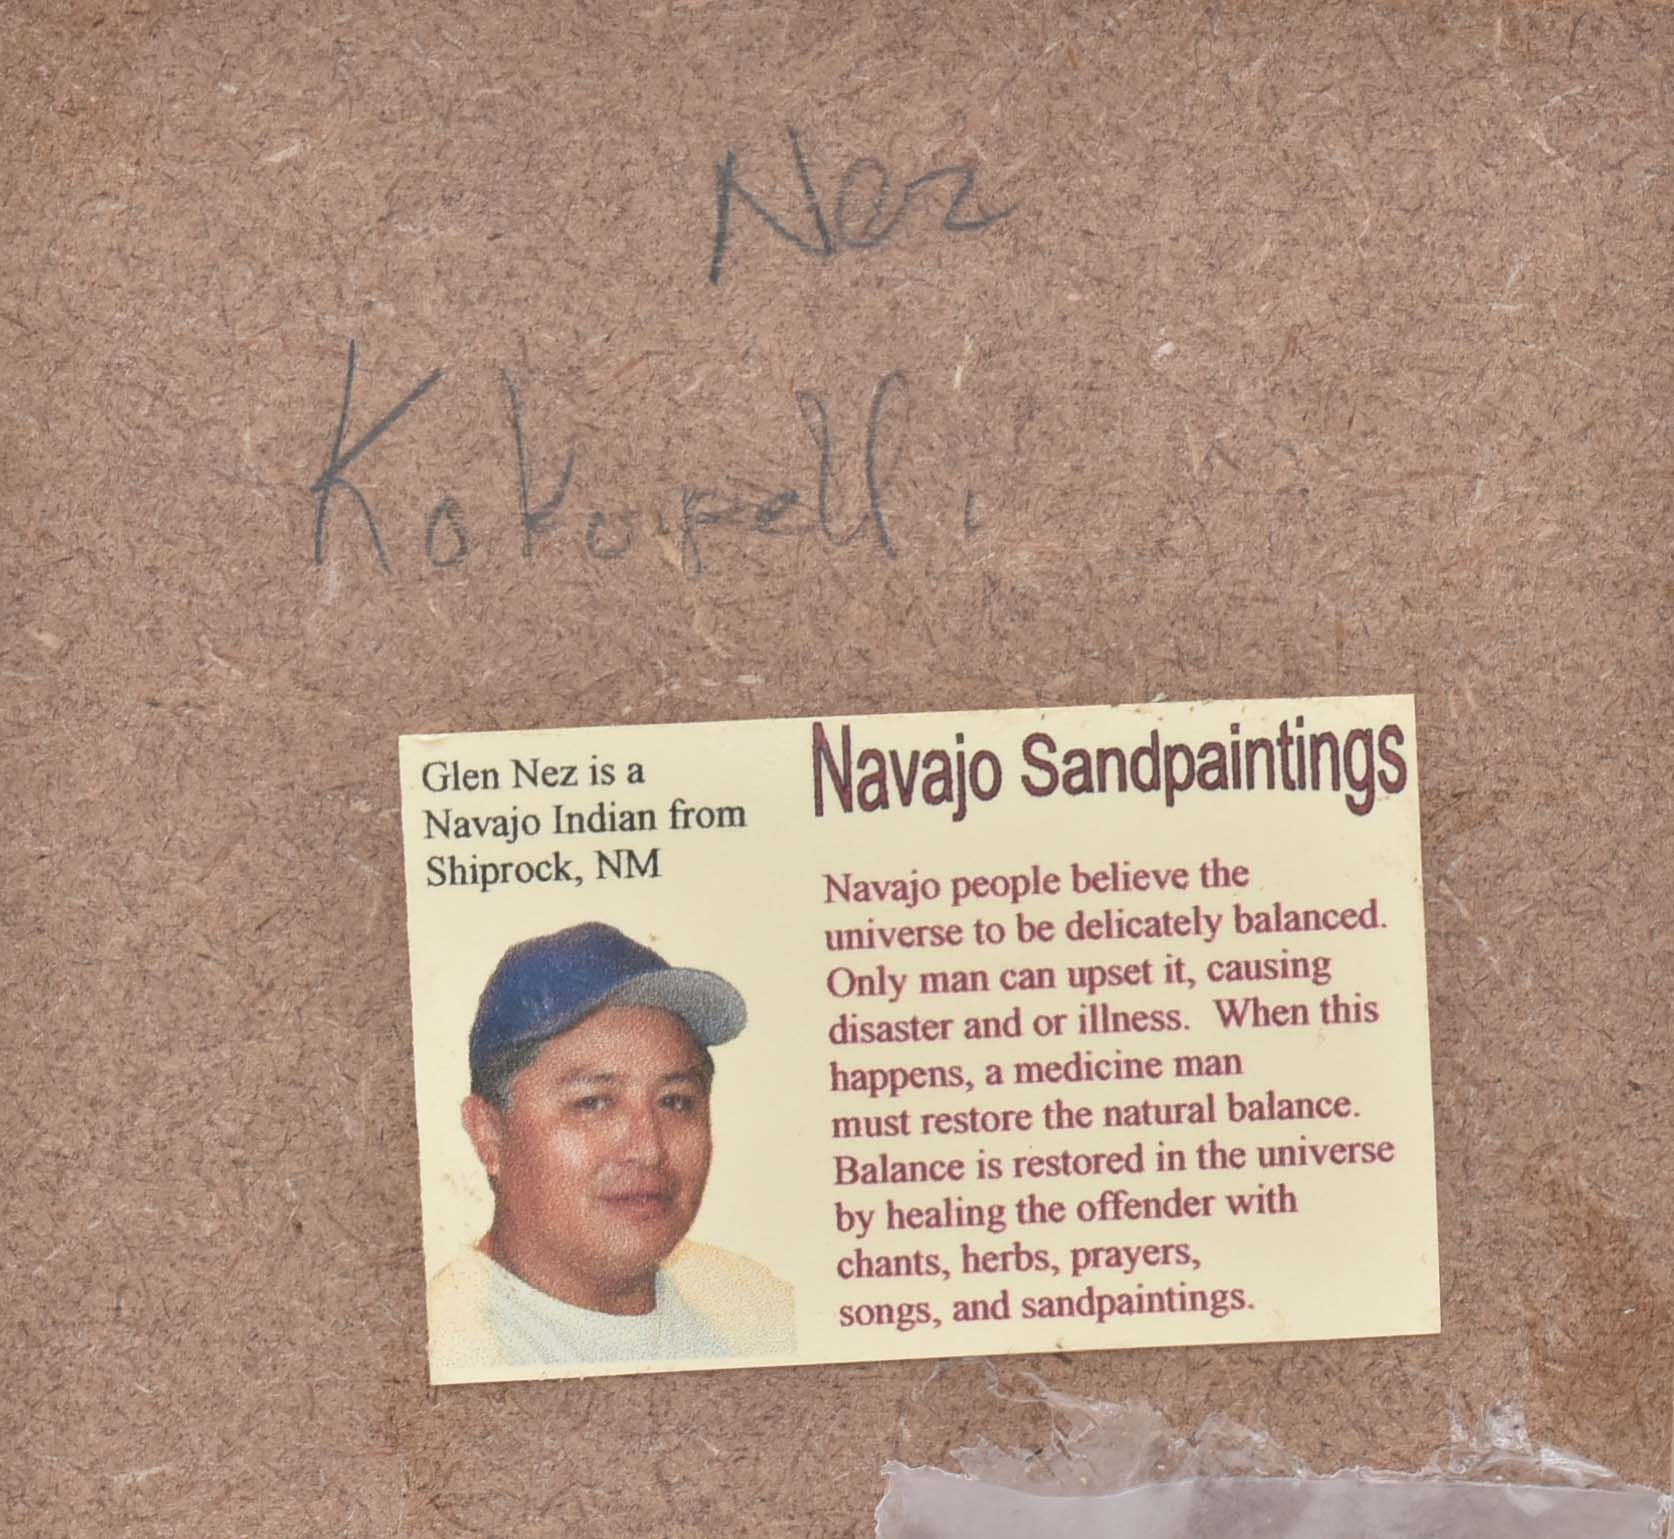 Nez
Kokopelli
Glen Nez is a
Navajo Indian from
Shiprock, NM
Navajo Sandpaintings
Navajo people believe the
universe to be delicately balanced.
Only man can upset it, causing
disaster and or illness.  When this
happens, a medicine man
must restore the natural balance.
Balance is restored in the universe
by healing the offender with
chants, herbs, prayers,
songs, and sandpaintings.